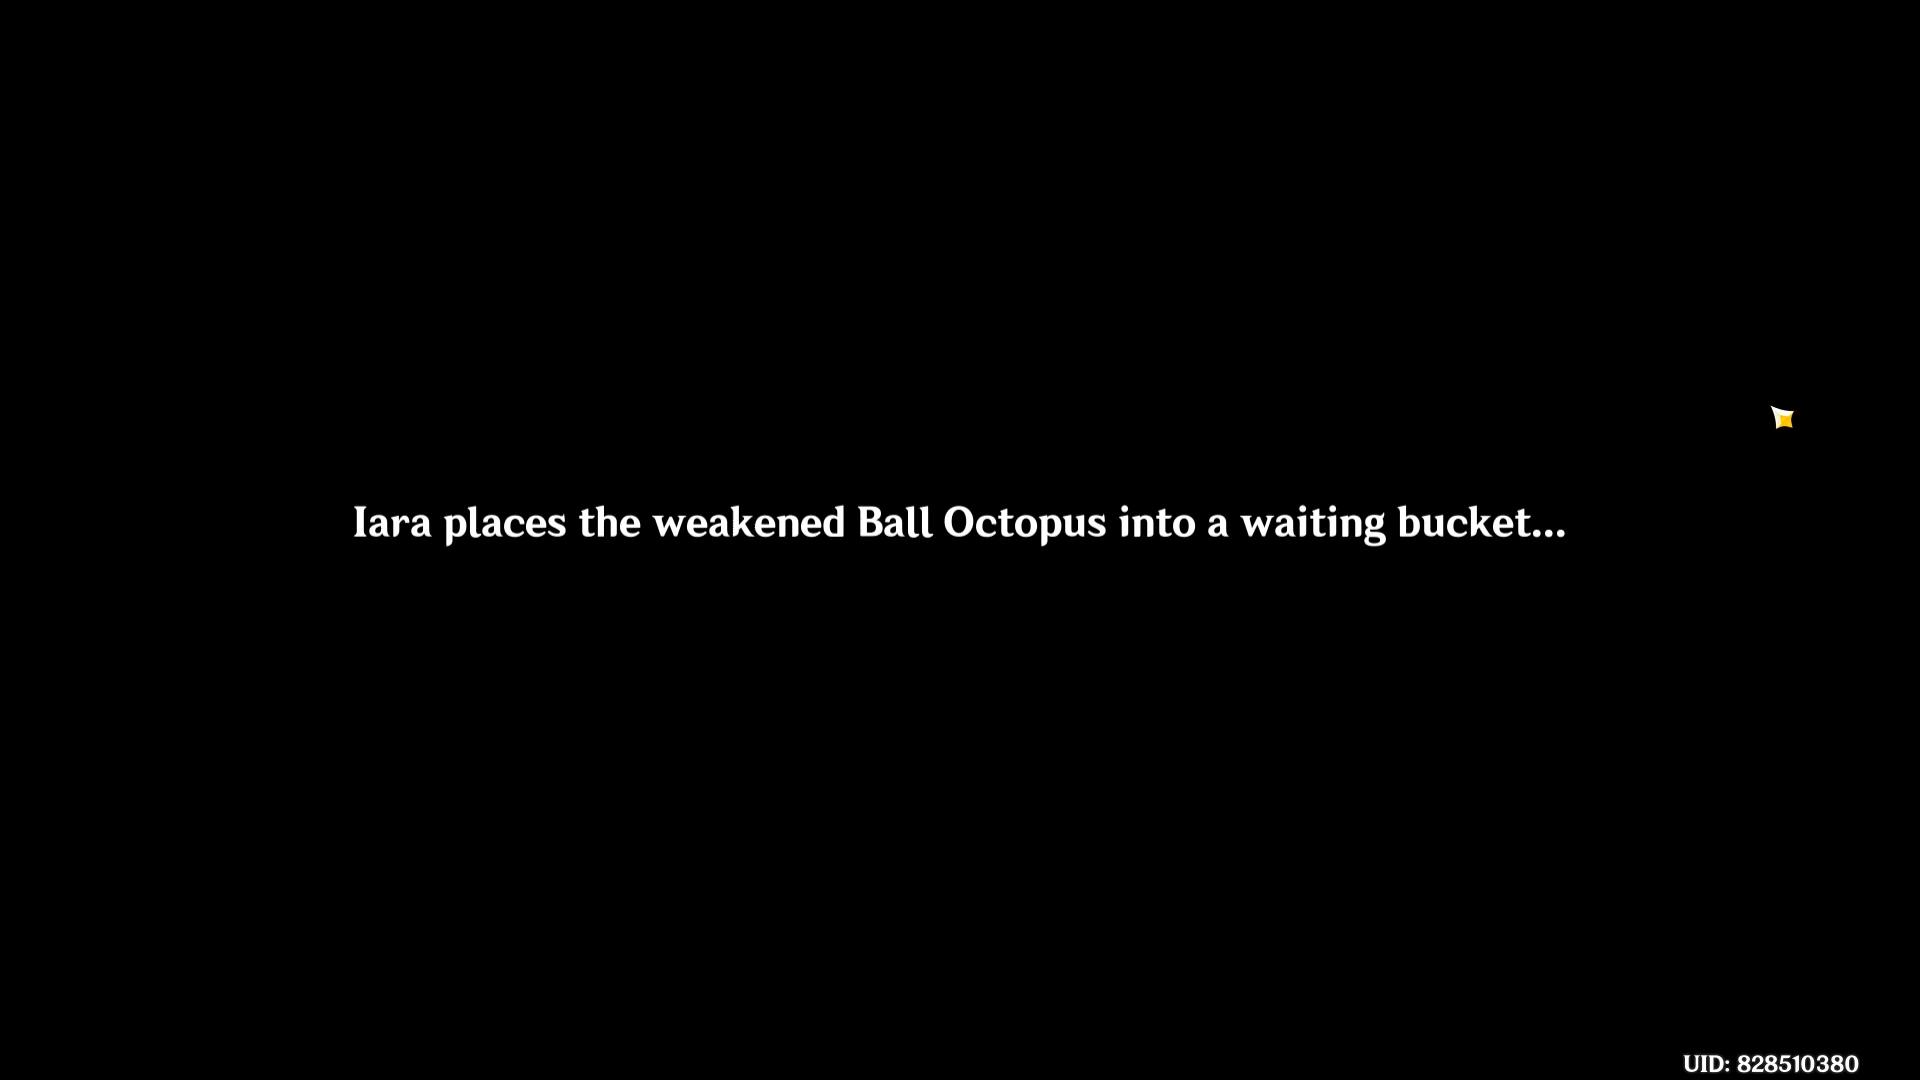 Iara places the weakened Ball Octopus into a waiting bucket...
UID: 828510380